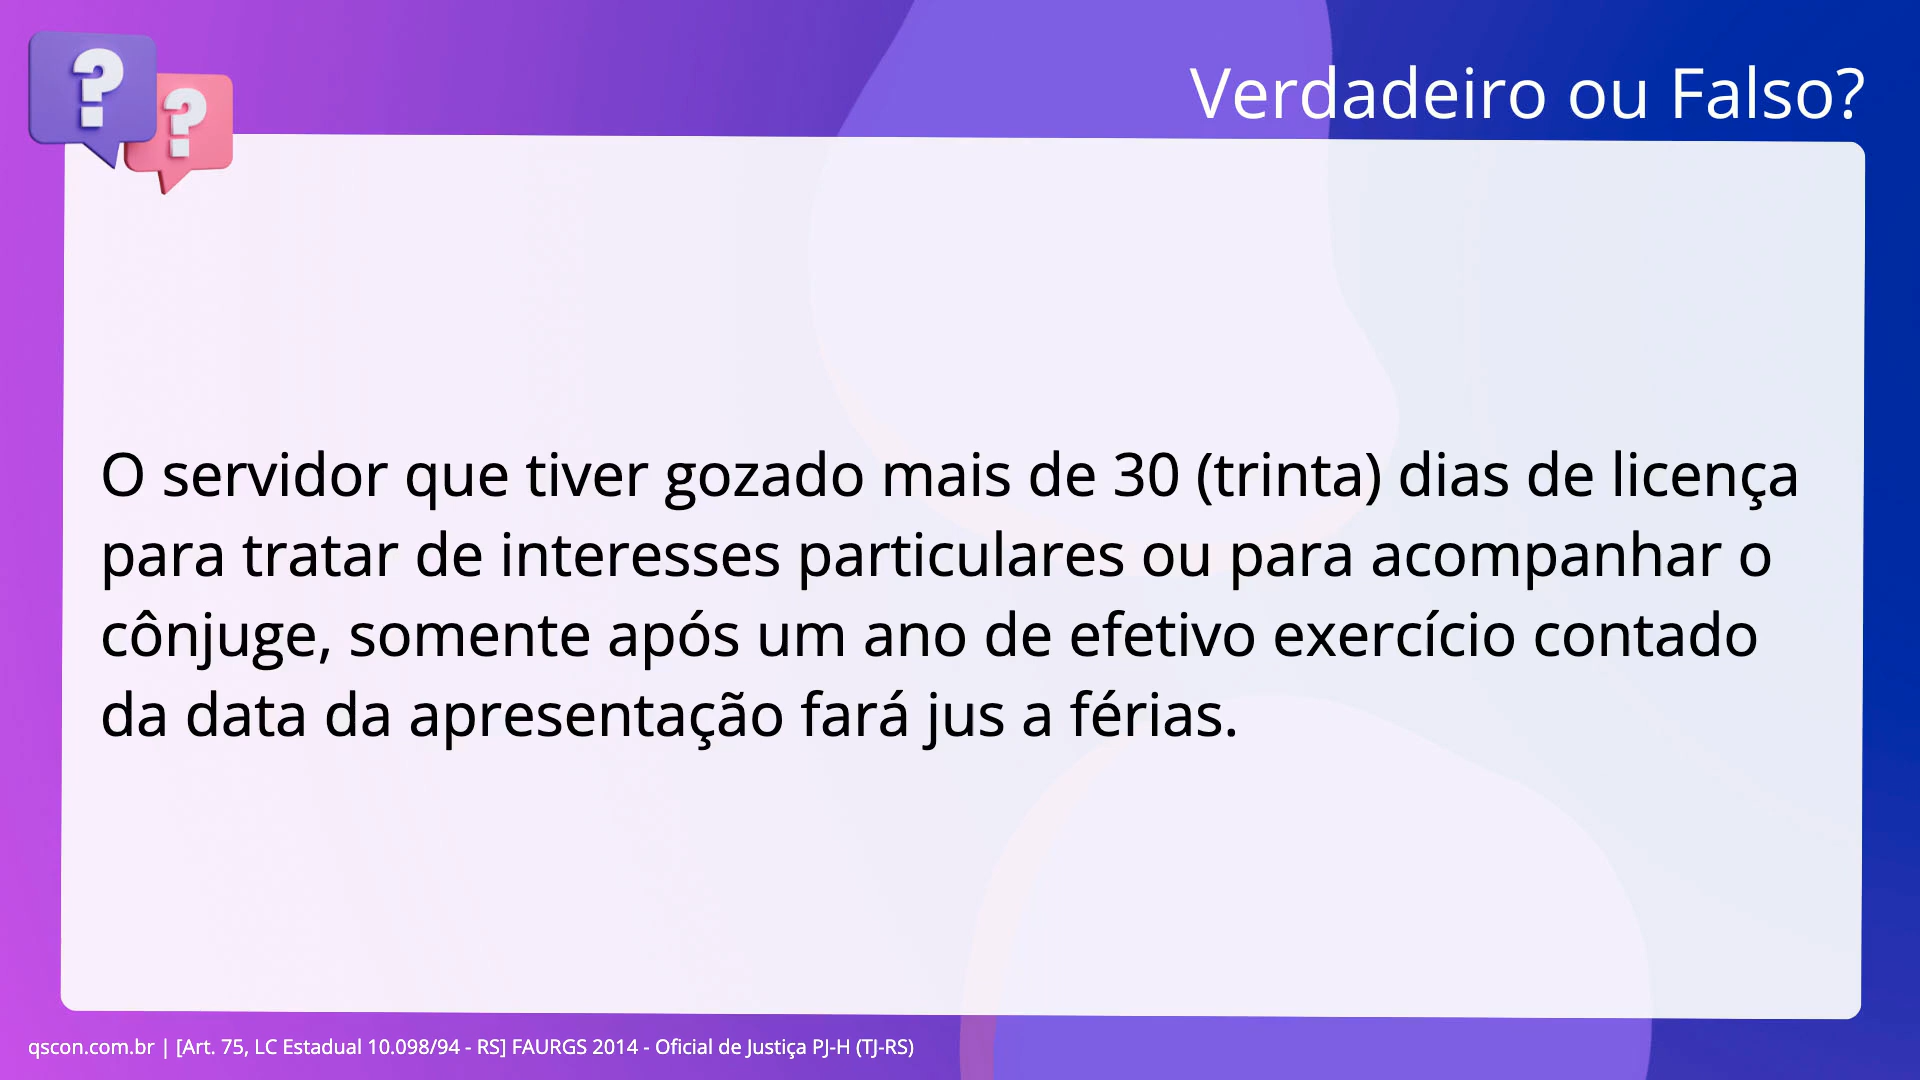 Verdadeiro ou Falso?
O servidor que tiver gozado mais de 30 (trinta) dias de licença
para tratar de interesses particulares ou para acompanhar o
cônjuge, somente após um ano de efetivo exercício contado
da data da apresentação fará jus a férias.
qscon.com.br | [Art. 75, LC Estadual 10.098/94 - RS] FAURGS 2014 - Oficial de Justiça PJ-H (TJ-RS)